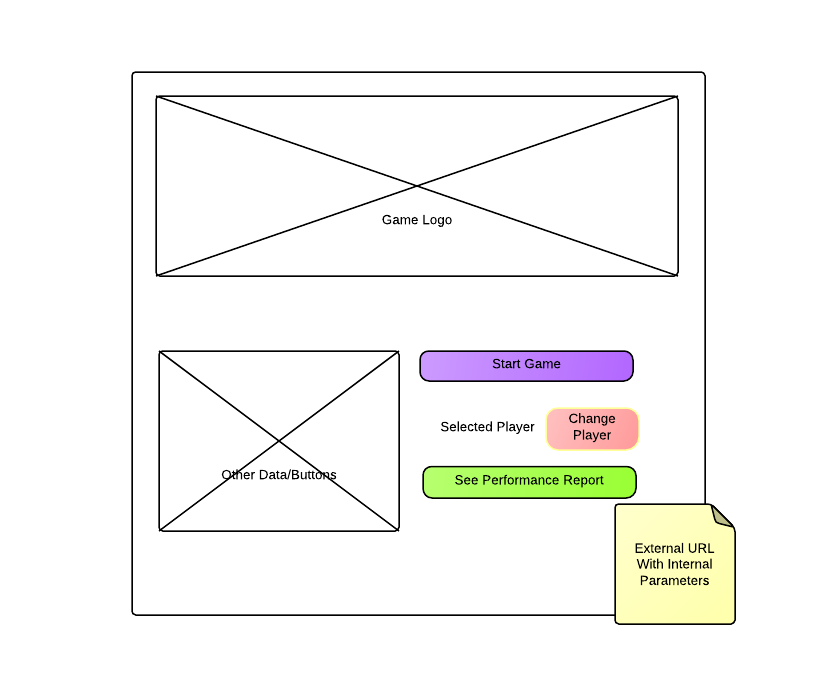 Game Logo
Start Game
Selected Player
Change
Player
Other Data/Buttons
See Performance Report
External URL
With Internal
Parameters